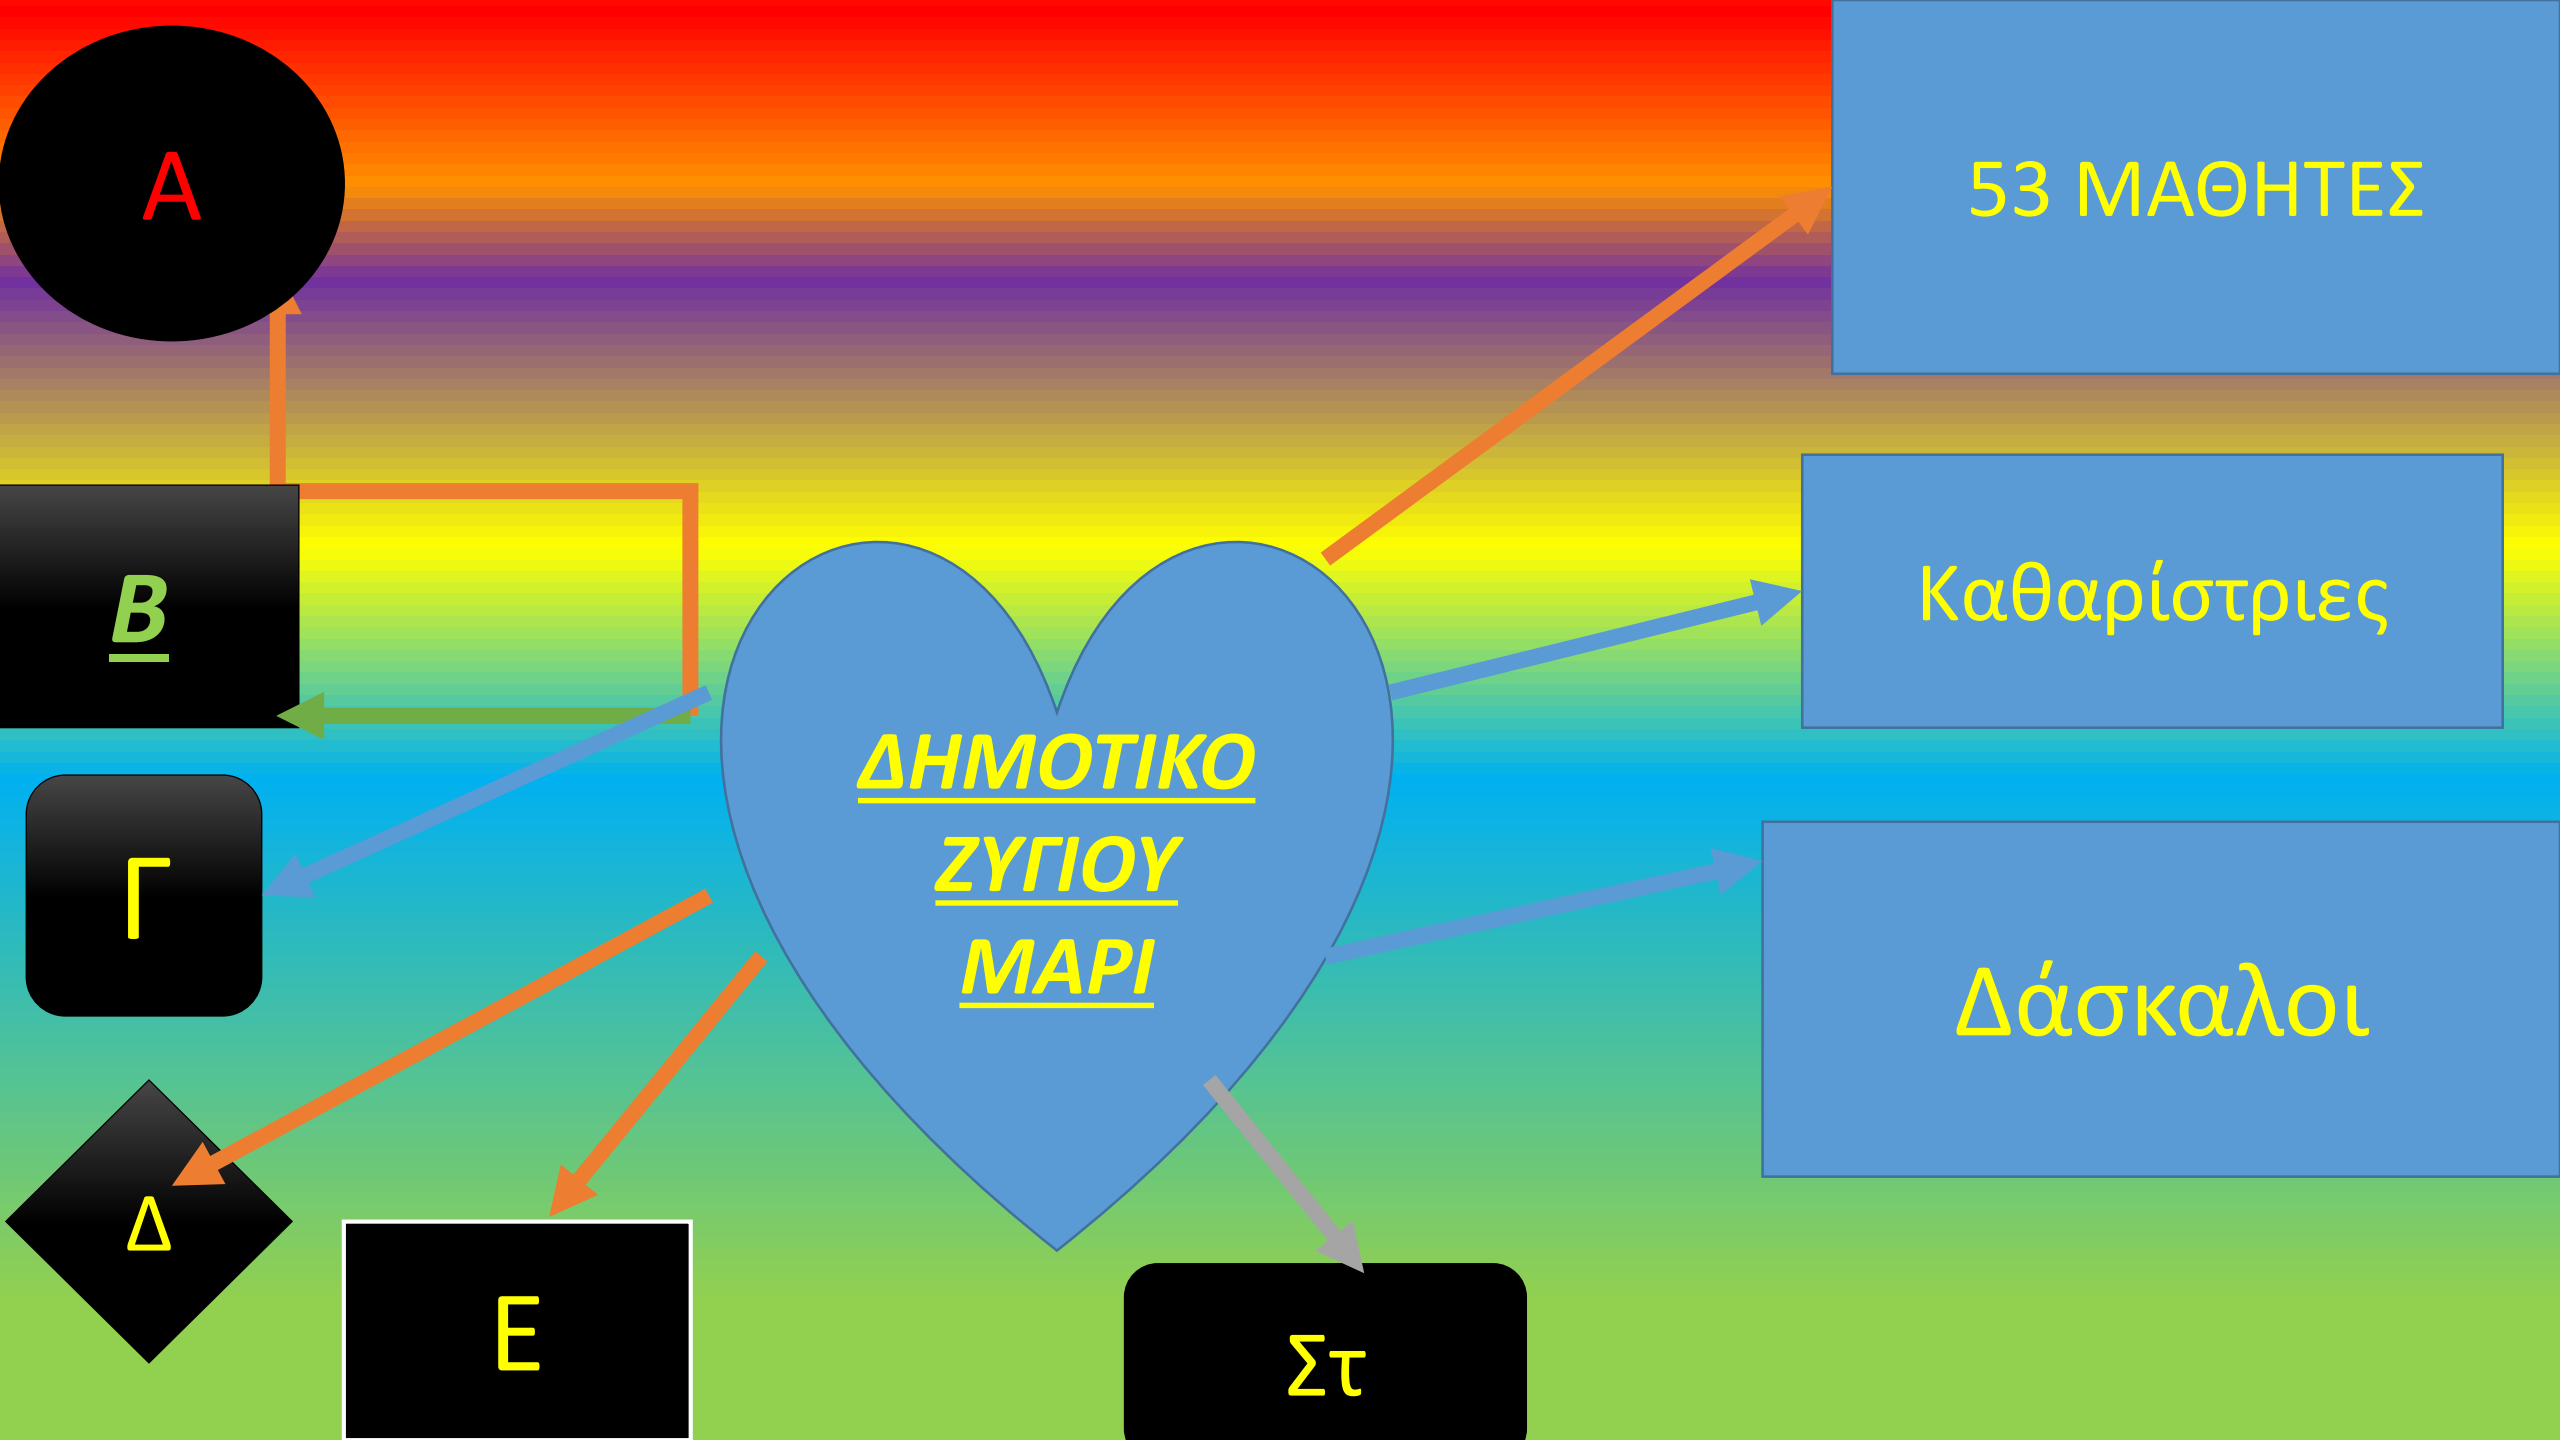 Α
53 ΜΑΘΗΤΕΣ
Β
Καθαρίστριες
ΔΗΜΟΤΙΚΟ
ΖΥΓΙΟΥ
ΜΑΡΙ
Γ
Δάσκαλοι
Δ
Ε
Στ